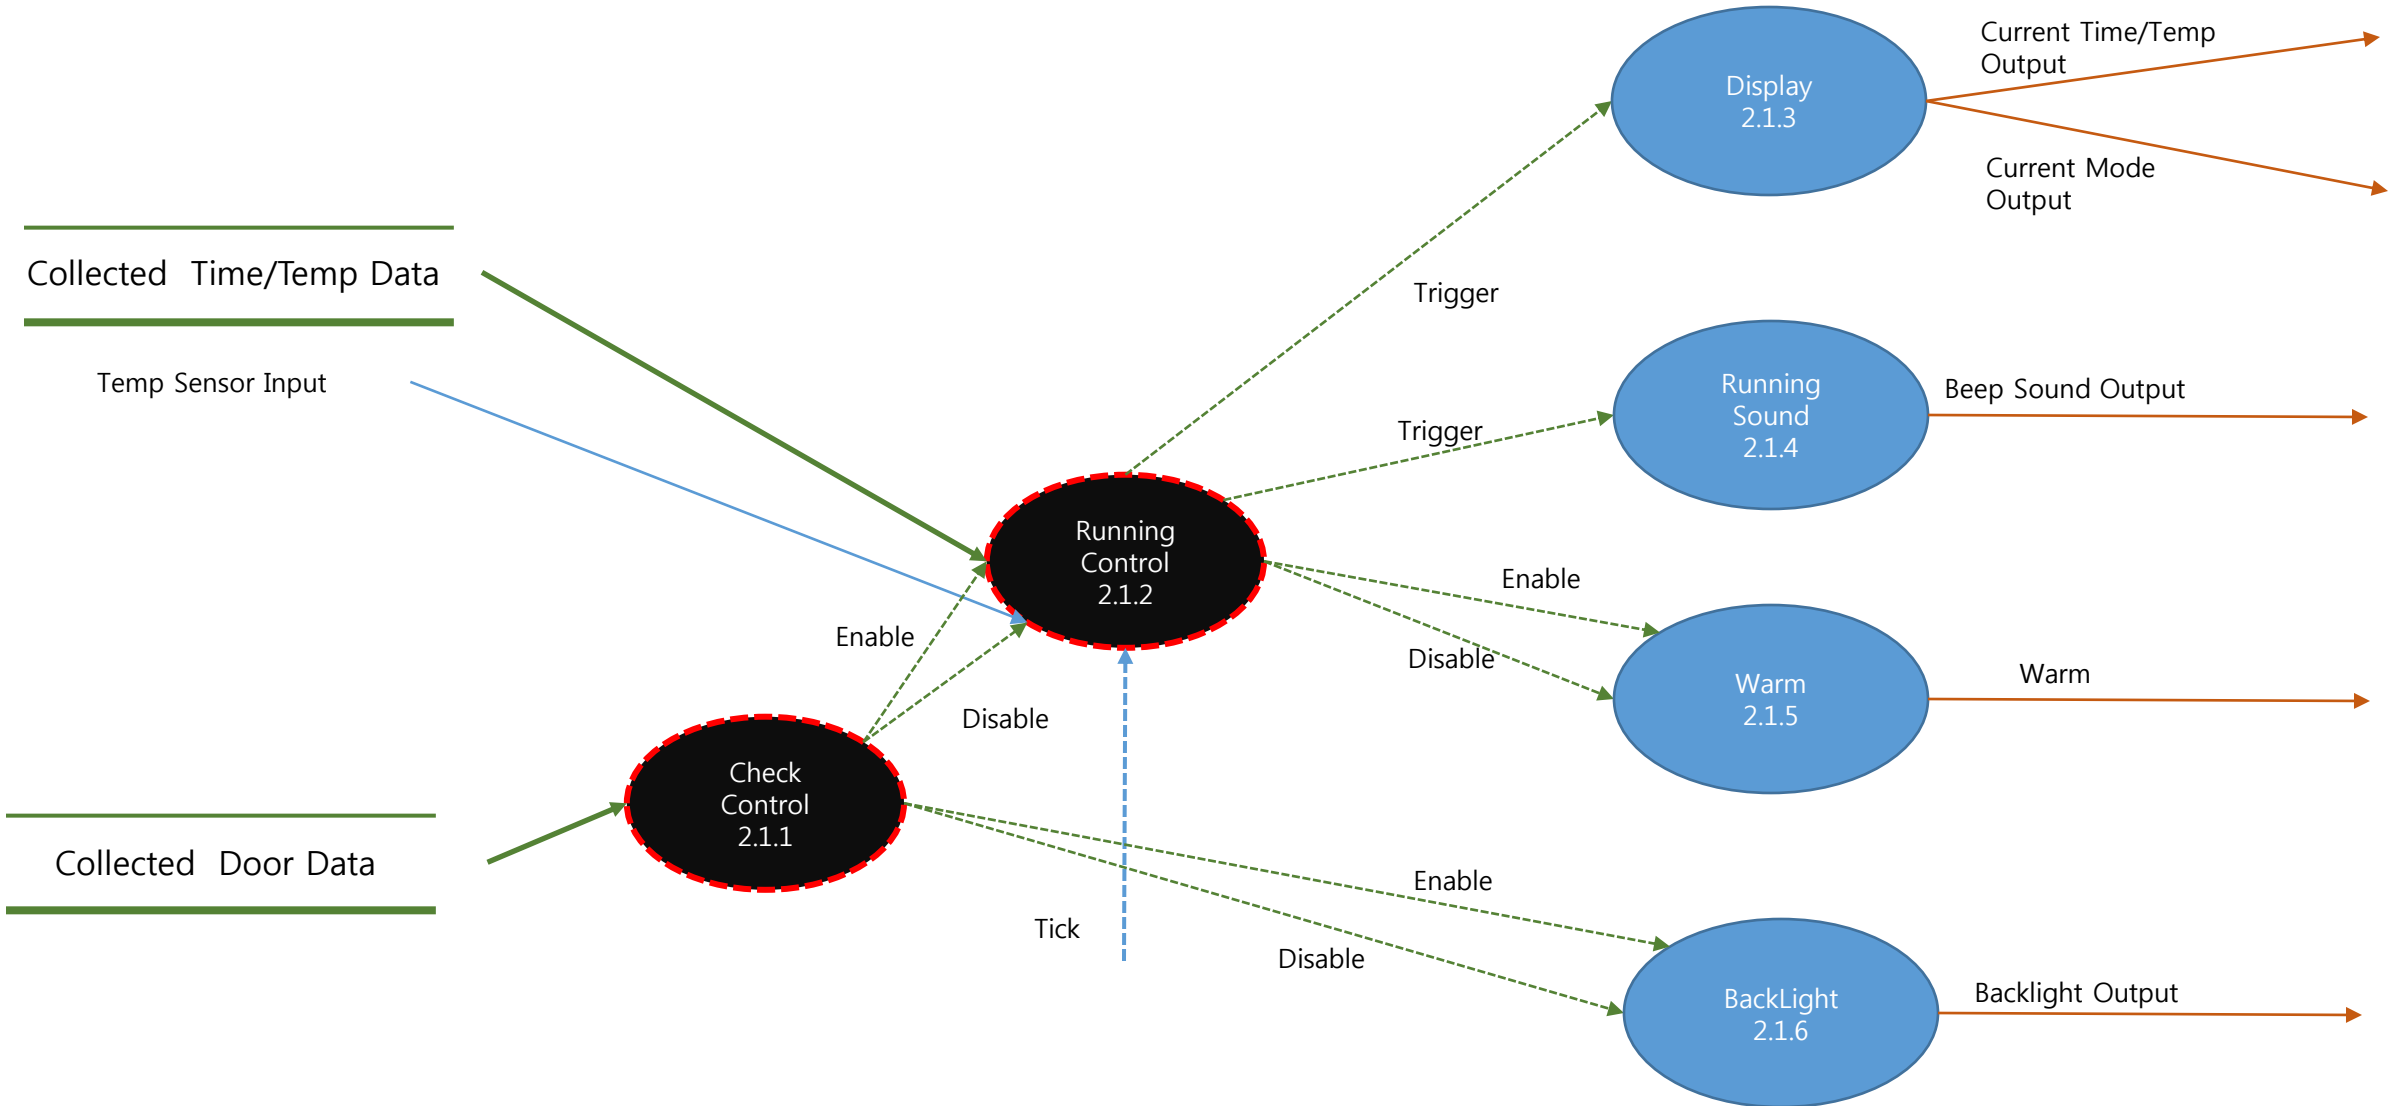 Current Time/Temp
Output
Display
2.1.3
Current Mode
Output
Collected Time/Temp Data
Trigger
Temp Sensor Input
Running
Sound
2.1.4
Beep Sound Output
Trigger
Running
Control
2.1.2
Enable
Enable
Disable
Warm
2.1.5
Warm
Disable
Check
Control
2.1.1
Collected Door Data
Enable
Tick
Disable
BackLight
2.1.6
Backlight Output